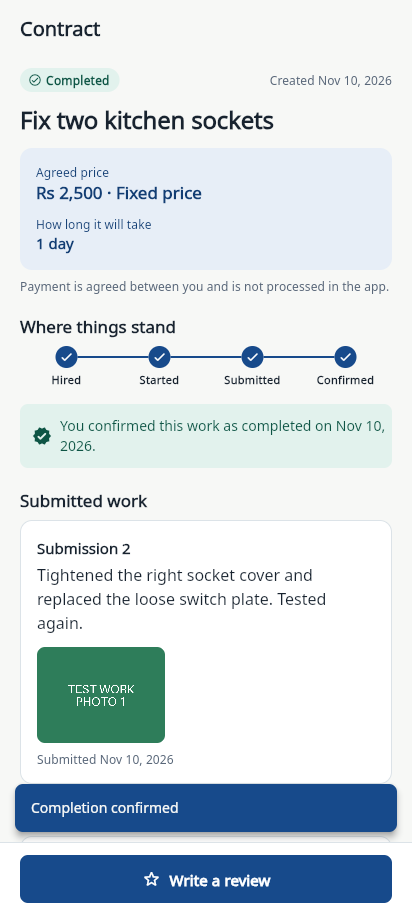 Contract
Completed
Created Nov 10, 2026
Fix two kitchen sockets
Agreed price
Rs 2,500 · Fixed price
How long it will take
1 day
Payment is agreed between you and is not processed in the app.
Where things stand
Hired
Started
Submitted
Confirmed
You confirmed this work as completed on Nov 10,
2026.
Submitted work
Submission 2
Tightened the right socket cover and
replaced the loose switch plate. Tested
again.
TEST WORK
PHOTO 1
Submitted Nov 10, 2026
Completion confirmed
Write a review